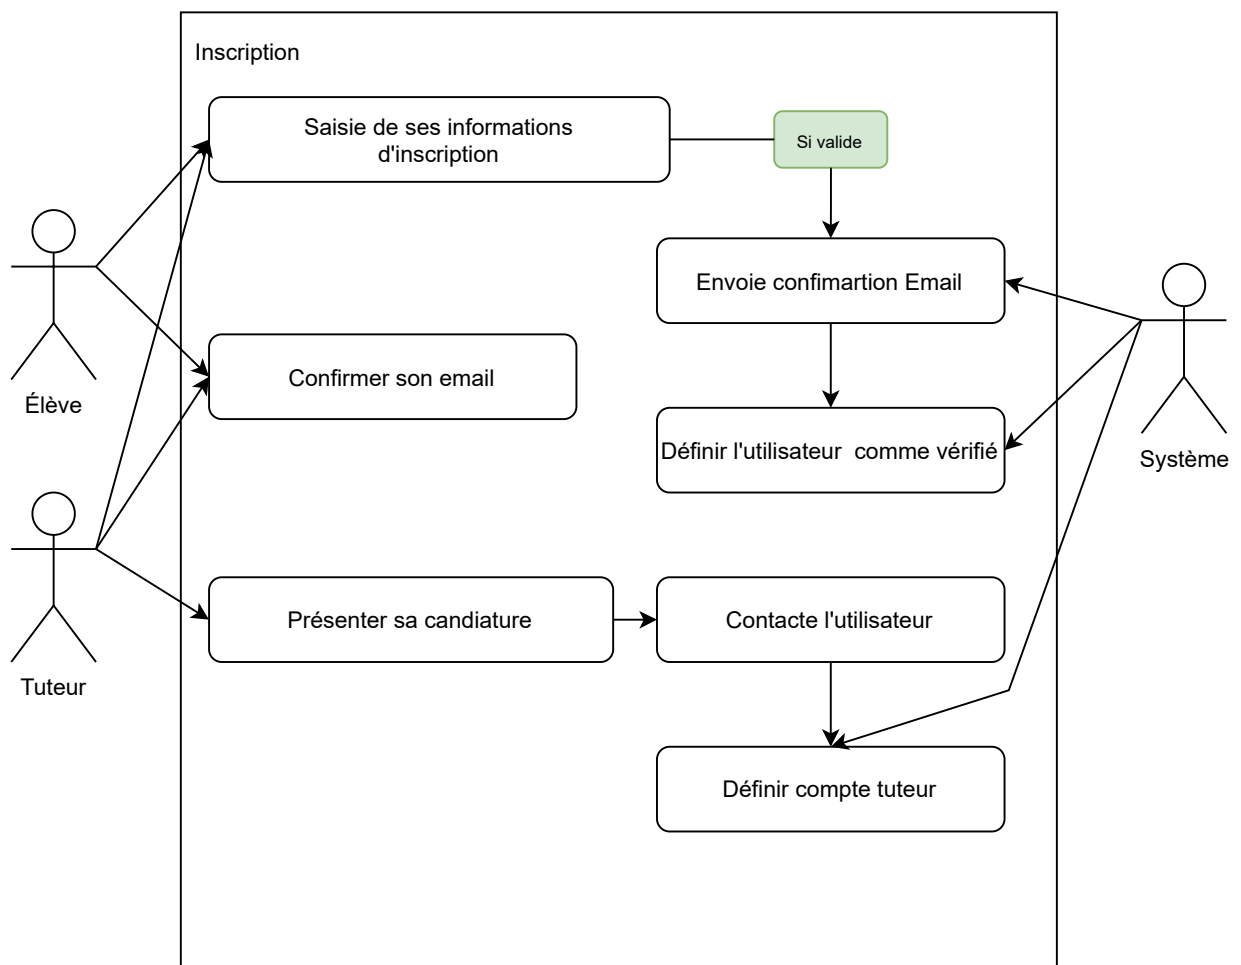 Inscription
Saisie de ses informations
d'inscription
Si valide
Envoie confimartion Email
Élève
Confirmer son email
Définir l'utilisateur  comme vérifié
Système
Tuteur
Présenter sa candiature
Contacte l'utilisateur
Définir compte tuteur